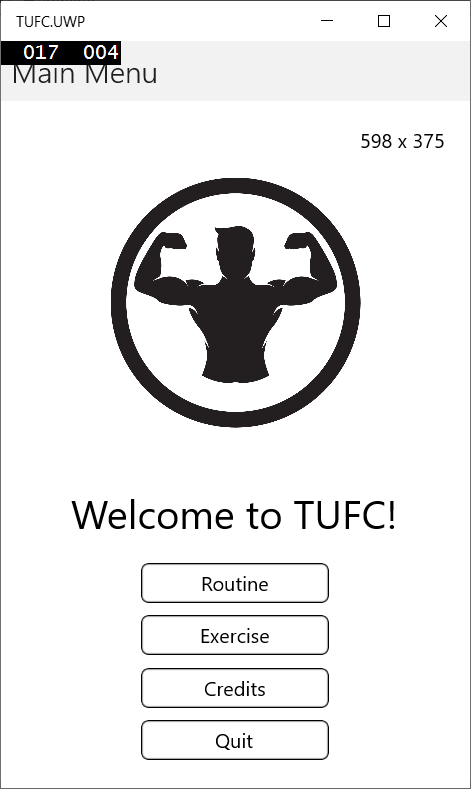 TUFC.UWP
017 004
Main Menu
598 x 375
Welcome to TUFC!
Routine
Exercise
Credits
Quit